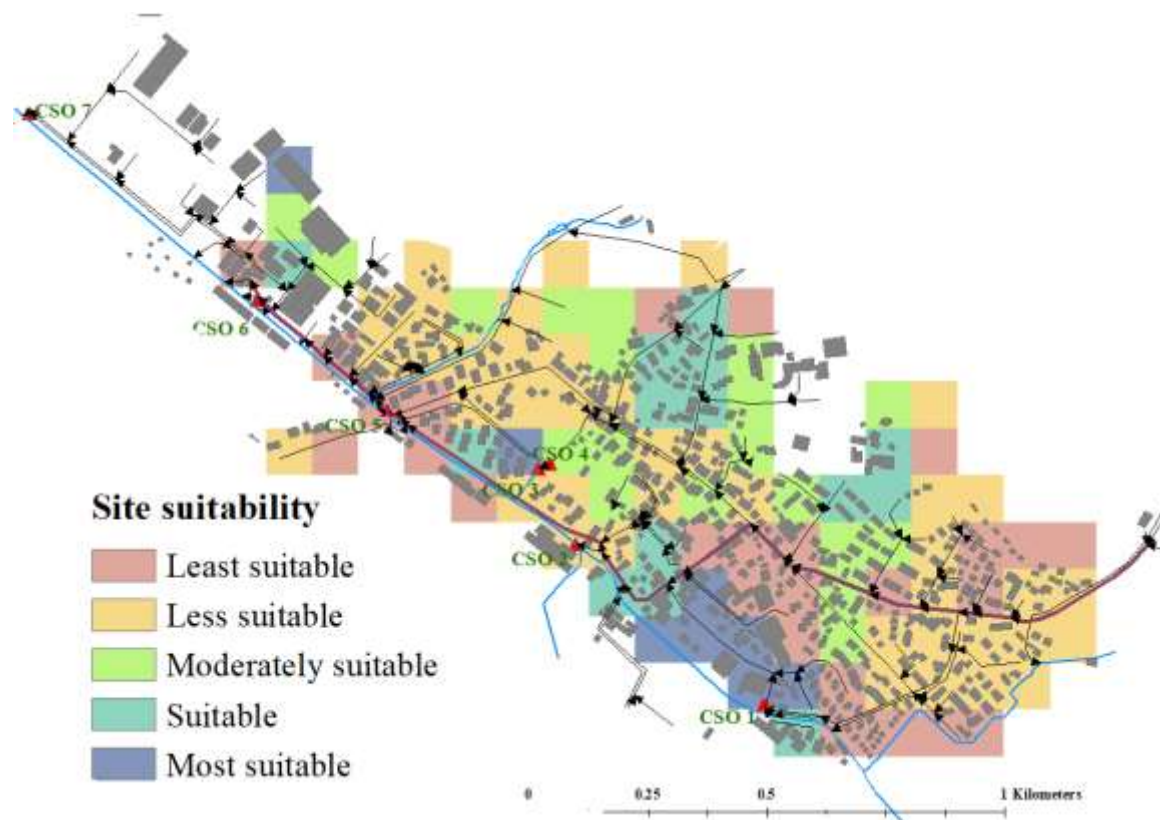 CSO 7
CSO 6
CSO 5
CSO 4
CSO 3
CSO 2
CSO 1
Site suitability
Least suitable
Less suitable
Moderately suitable
Suitable
Most suitable
0 0.25 0.5 1 Kilometers